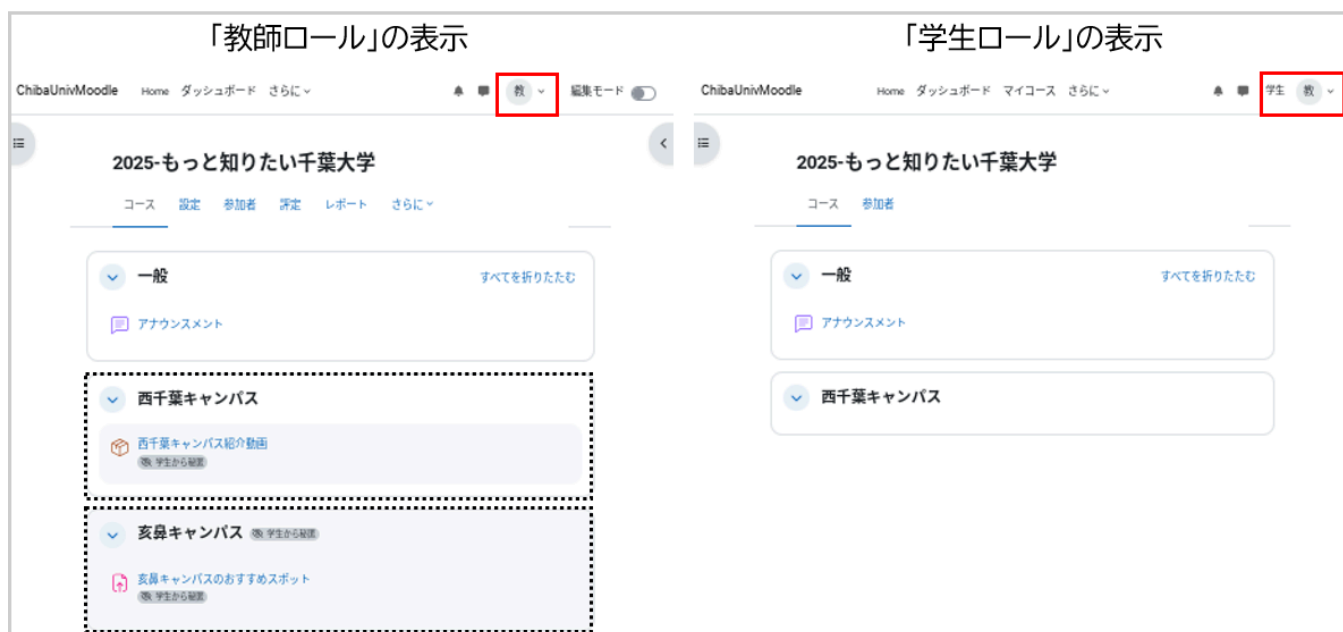 「教師ロール」の表示
ChibaUnivMoodle Home ダッシュボード さらに 教 編集モード
2025-もっと知りたい千葉大学
コース 設定 参加者 評定 レポート さらに
一般 すべてを折りたたむ
アナウンスメント
西千葉キャンパス
西千葉キャンパス紹介動画
学生から秘匿
亥鼻キャンパス 学生から秘匿
亥鼻キャンパスのおすすめスポット
学生から秘匿
「学生ロール」の表示
ChibaUnivMoodle Home ダッシュボード マイコース さらに 学生 教
2025-もっと知りたい千葉大学
コース 参加者
一般 すべてを折りたたむ
アナウンスメント
西千葉キャンパス